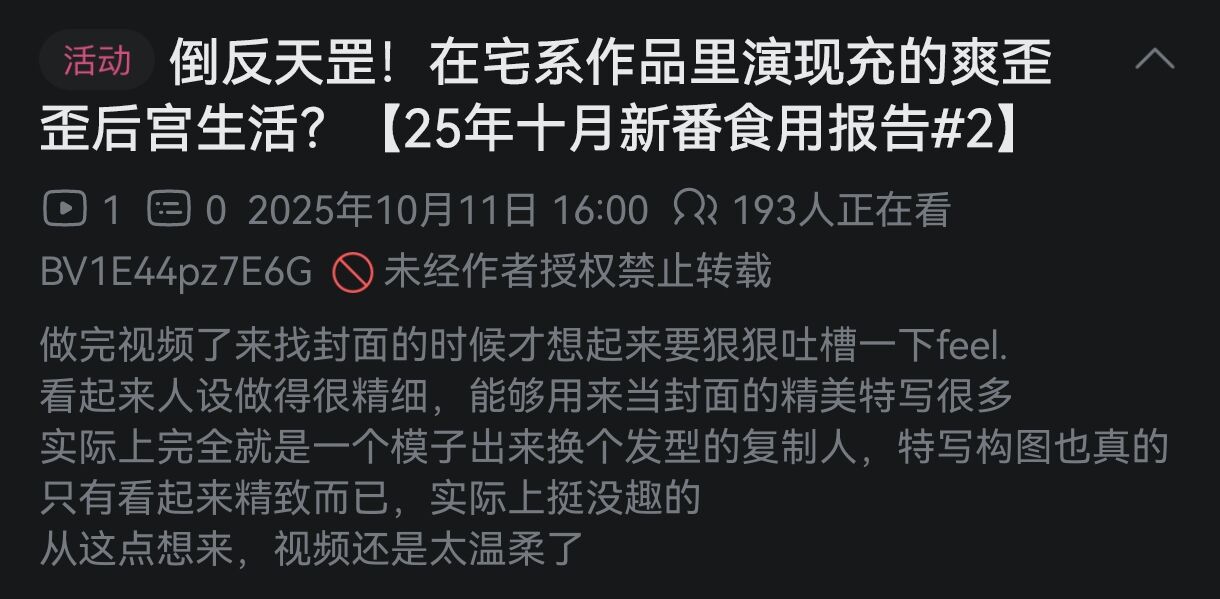 活动 倒反天罡！在宅系作品里演现充的爽歪
歪后宫生活？【25年十月新番食用报告#2】
1 0 2025年10月11日 16:00 193人正在看
BV1E44pz7E6G 未经作者授权禁止转载
做完视频了来找封面的时候才想起来要狠狠吐槽一下feel.
看起来人设做得很精细，能够用来当封面的精美特写很多
实际上完全就是一个模子出来换个发型的复制人，特写构图也真的
只有看起来精致而已，实际上挺没趣的
从这点想来，视频还是太温柔了